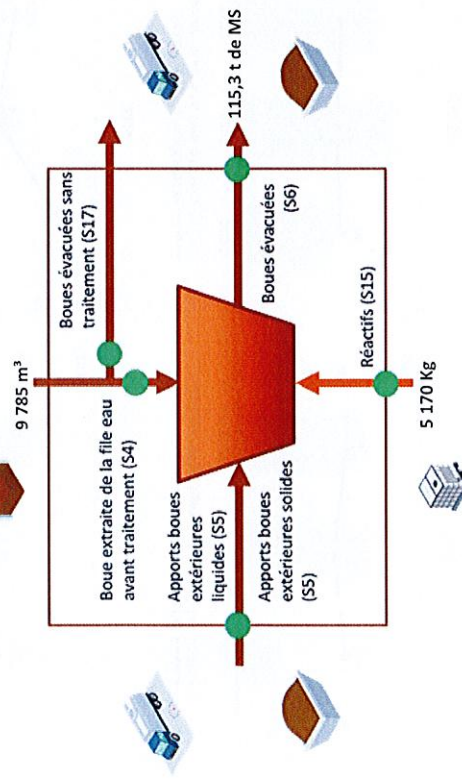 9 785 m³
Boues évacuées sans
traitement (S17)
Boue extraite de la file eau
avant traitement (S4)
Apports boues
extérieures
liquides (S5)
Apports boues
extérieures solides
(S5)
Boues évacuées
(S6)
115,3 t de MS
Réactifs (S15)
5 170 Kg